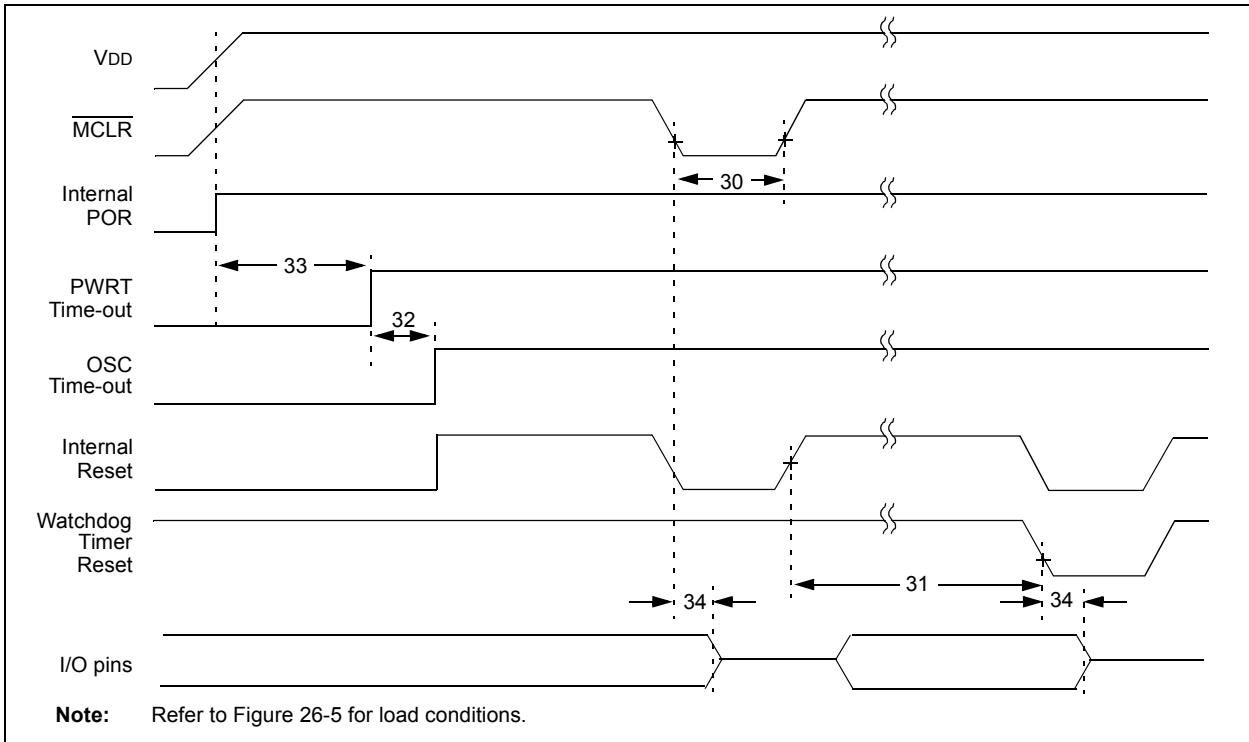 VDD
MCLR
30
Internal
POR
33
PWRT
Time-out
32
OSC
Time-out
Internal
Reset
Watchdog
Timer
Reset
31
34
34
I/O pins
Note: Refer to Figure 26-5 for load conditions.